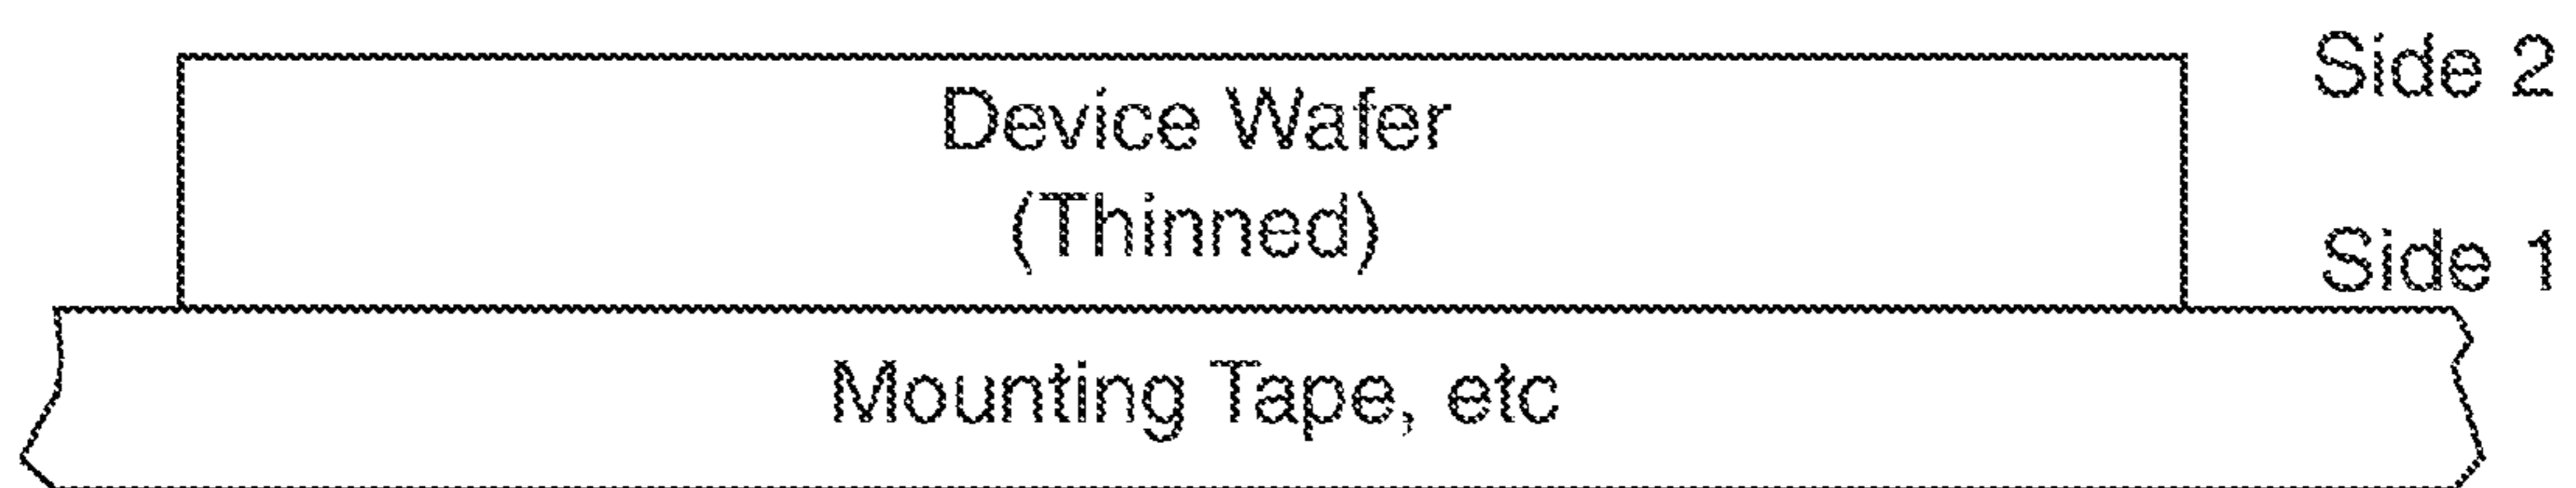 Side 2
Device Wafer
(Thinned)
Side 1
Mounting Tape, etc